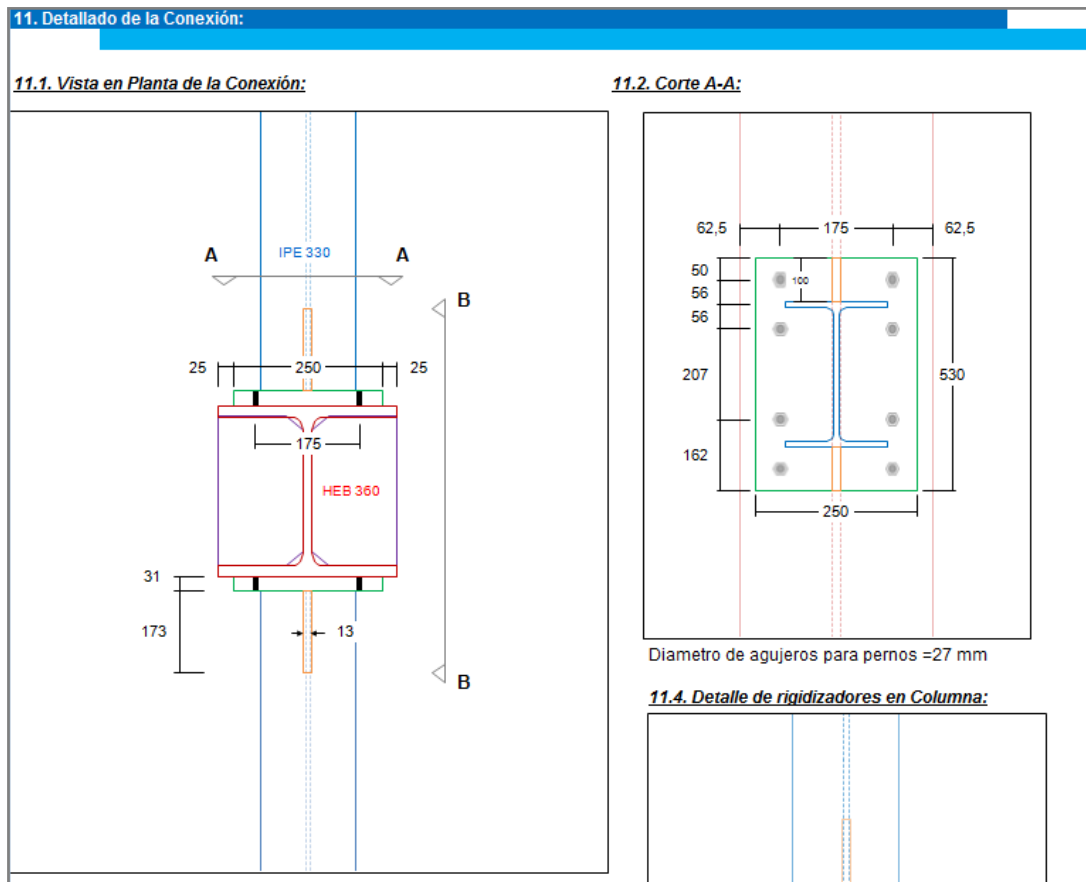 11. Detallado de la Conexión:
11.1. Vista en Planta de la Conexión:
11.2. Corte A-A:
A
IPE 330
A
B
25
250
25
175
HEB 360
31
173
13
B
62,5
175
62,5
50
100
56
56
207
530
162
250
Diametro de agujeros para pernos =27 mm
11.4. Detalle de rigidizadores en Columna: